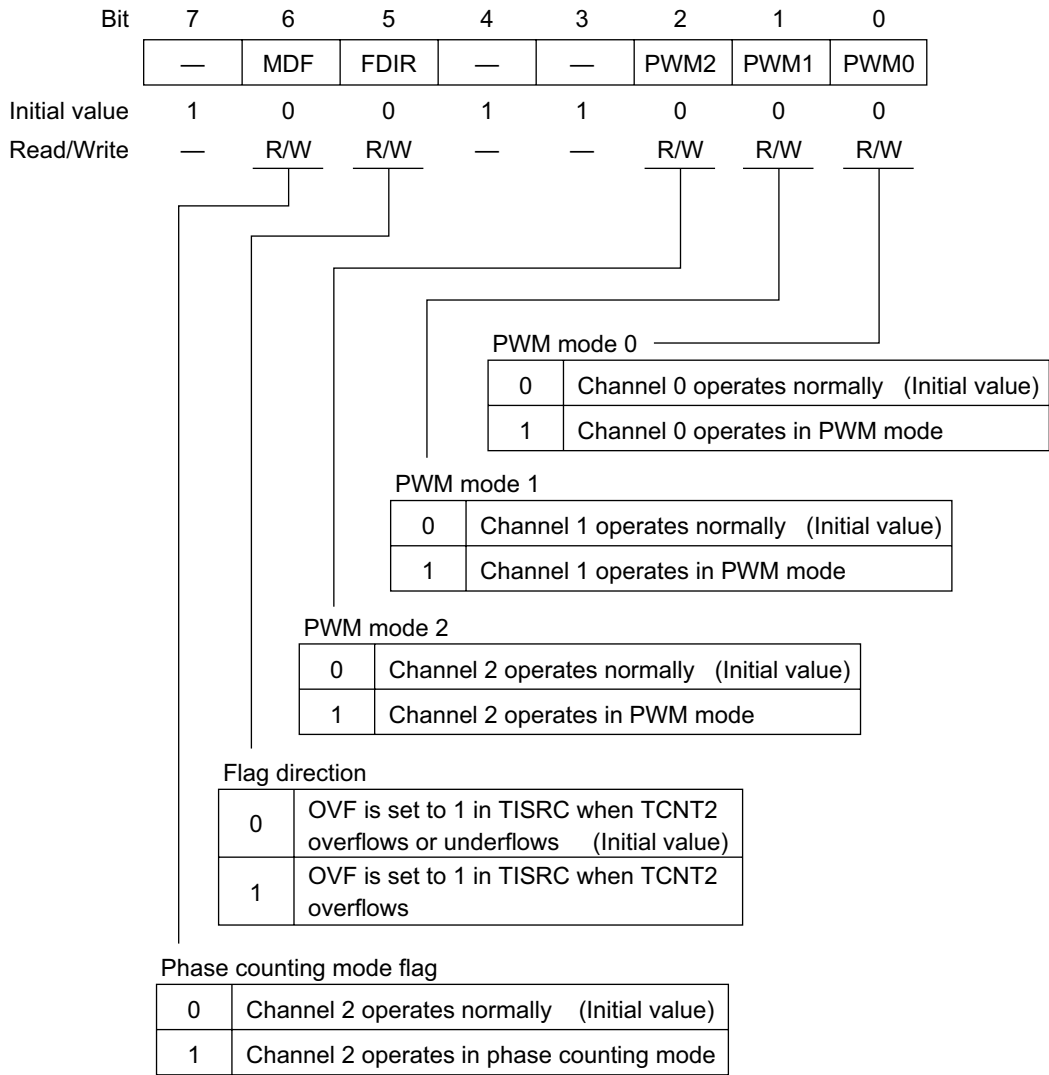 Bit 7 6 5 4 3 2 1 0
— MDF FDIR — — PWM2 PWM1 PWM0
Initial value 1 0 0 1 1 0 0 0
Read/Write — R/W R/W — — R/W R/W R/W
PWM mode 0
0 Channel 0 operates normally (Initial value)
1 Channel 0 operates in PWM mode
PWM mode 1
0 Channel 1 operates normally (Initial value)
1 Channel 1 operates in PWM mode
PWM mode 2
0 Channel 2 operates normally (Initial value)
1 Channel 2 operates in PWM mode
Flag direction
0 OVF is set to 1 in TISRC when TCNT2
overflows or underflows (Initial value)
1 OVF is set to 1 in TISRC when TCNT2
overflows
Phase counting mode flag
0 Channel 2 operates normally (Initial value)
1 Channel 2 operates in phase counting mode